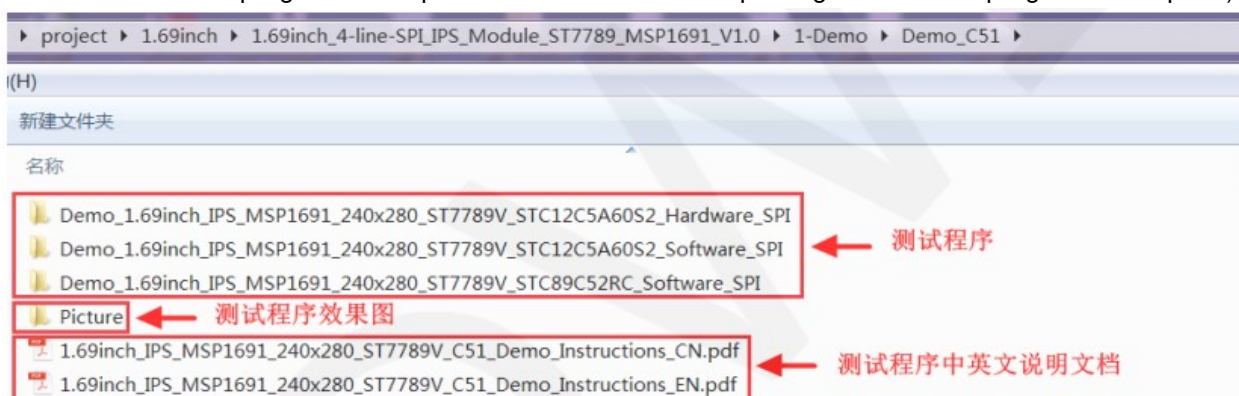 project ▸ 1.69inch ▸ 1.69inch_4-line-SPI_IPS_Module_ST7789_MSP1691_V1.0 ▸ 1-Demo ▸ Demo_C51 ▸
(H)
新建文件夹
名称
Demo_1.69inch_IPS_MSP1691_240x280_ST7789V_STC12C5A60S2_Hardware_SPI
Demo_1.69inch_IPS_MSP1691_240x280_ST7789V_STC12C5A60S2_Software_SPI
测试程序
Demo_1.69inch_IPS_MSP1691_240x280_ST7789V_STC89C52RC_Software_SPI
Picture 测试程序效果图
1.69inch_IPS_MSP1691_240x280_ST7789V_C51_Demo_Instructions_CN.pdf
测试程序中英文说明文档
1.69inch_IPS_MSP1691_240x280_ST7789V_C51_Demo_Instructions_EN.pdf